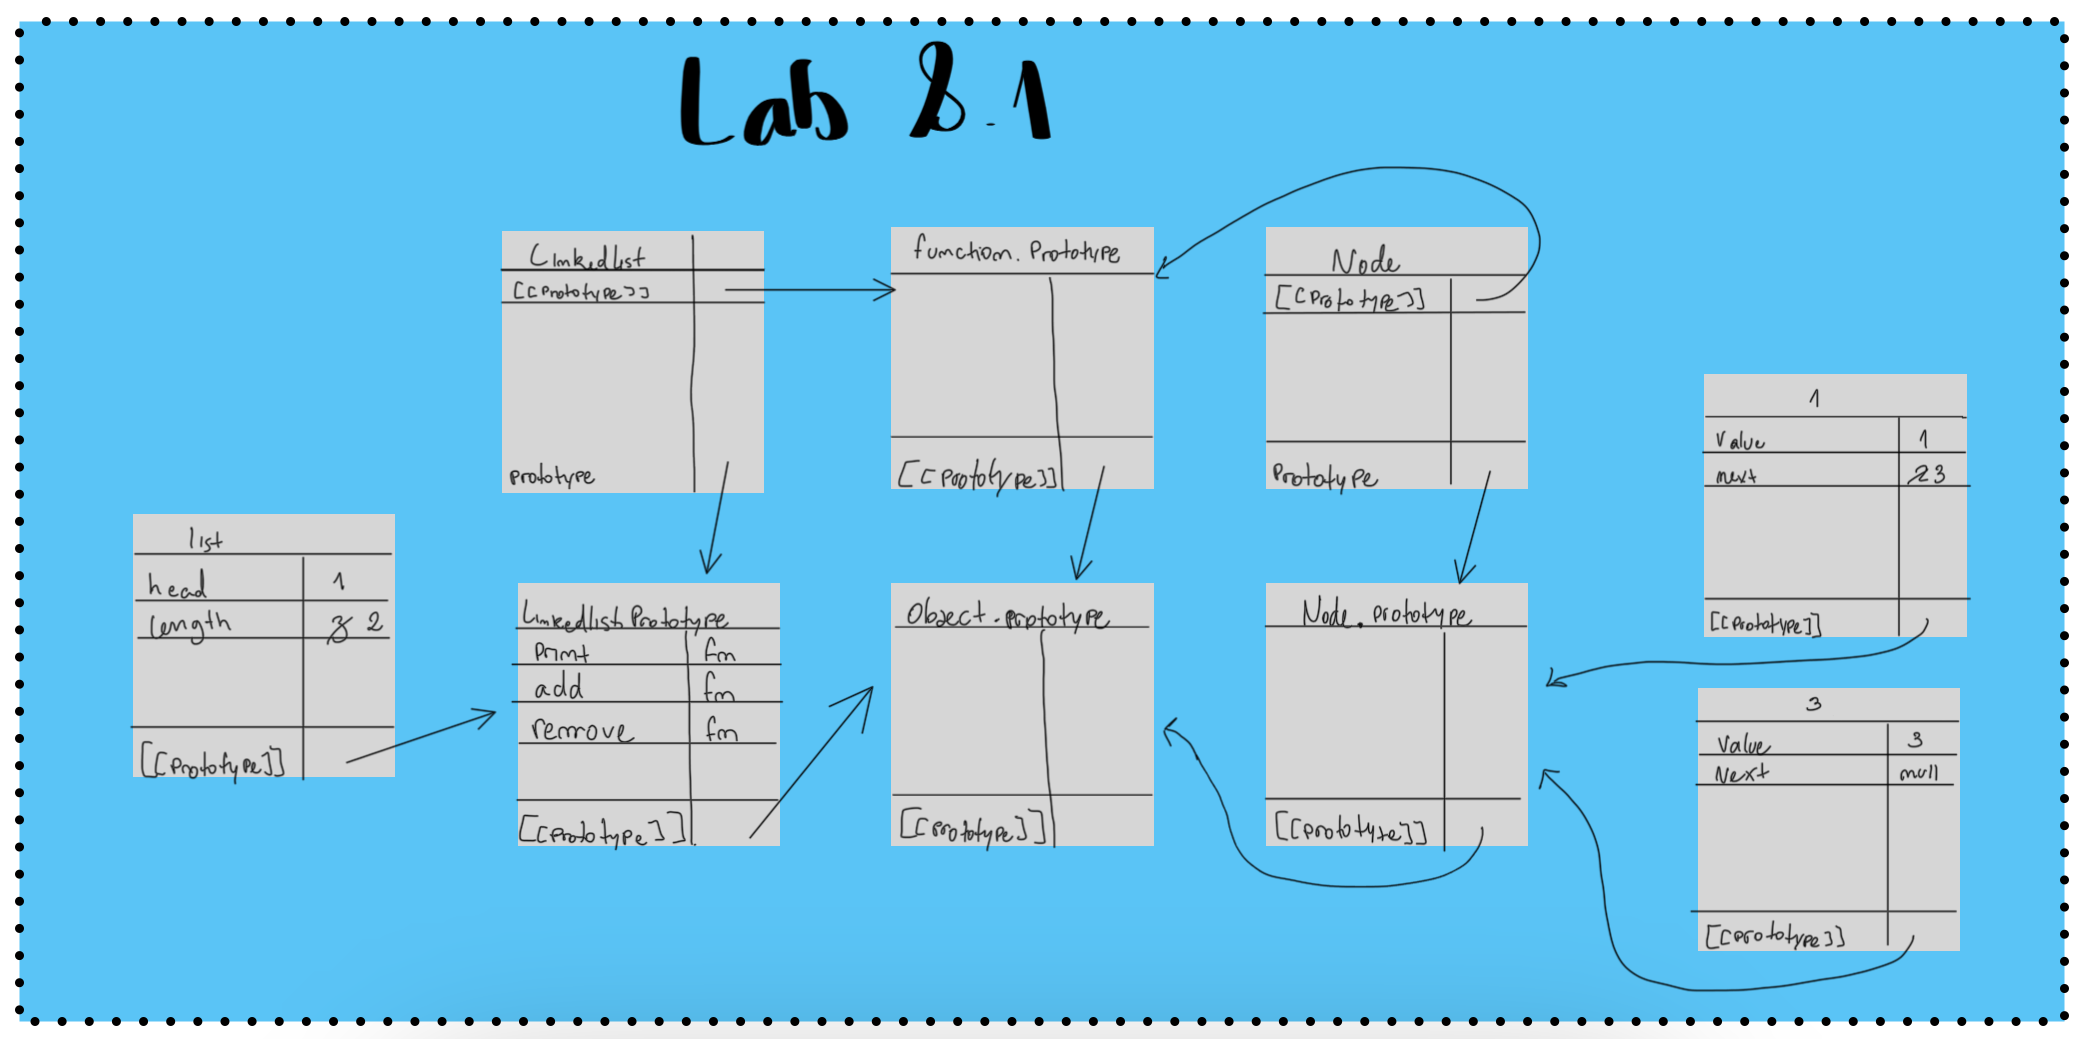 Lab 8.1
Linkedlist
[[Prototype]]
prototype
function. Prototype
[[Prototype]]
Node
[[Prototype]]
Prototype
1
Value 1
next 2 3
[[Prototype]]
list
head 1
length 3 2
[[Prototype]]
Linkedlist.Prototype
Print fn
add fn
remove fn
[[Prototype]]
Object.prototype
[[prototype]]
Node.prototype
[[prototype]]
3
Value 3
Next null
[[prototype]]